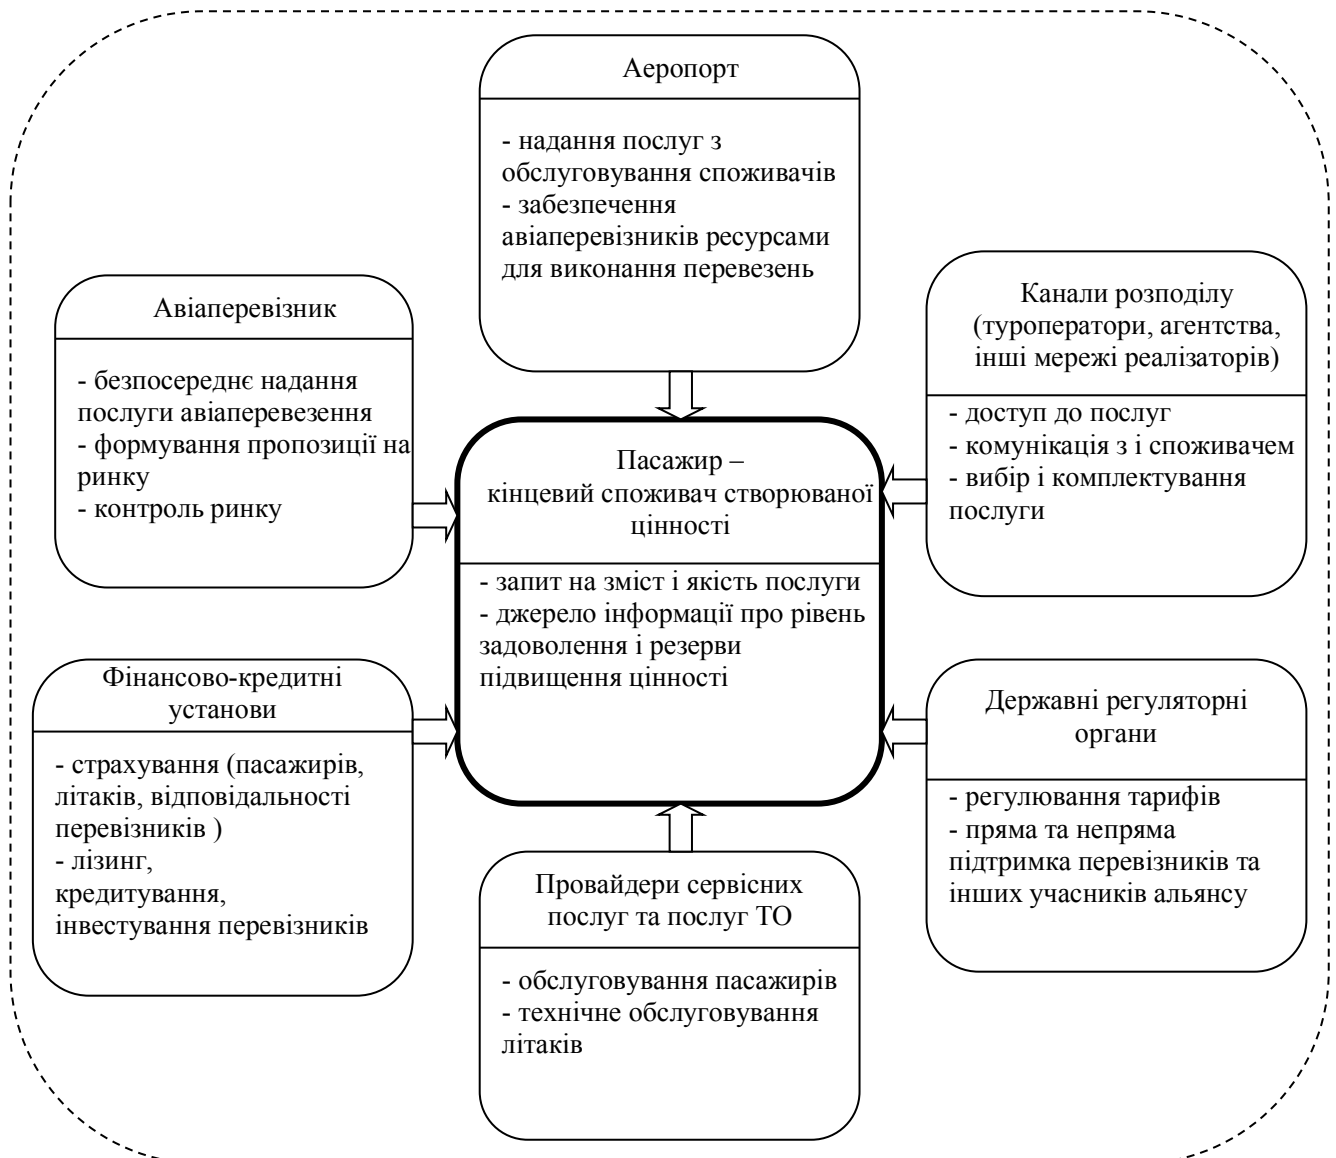 Аеропорт
- надання послуг з
обслуговування споживачів
- забезпечення
авіаперевізників ресурсами
для виконання перевезень
Авіаперевізник
- безпосереднє надання
послуги авіаперевезення
- формування пропозиції на
ринку
- контроль ринку
Канали розподілу
(туроператори, агентства,
інші мережі реалізаторів)
- доступ до послуг
- комунікація з і споживачем
- вибір і комплектування
послуги
Пасажир –
кінцевий споживач створюваної
цінності
- запит на зміст і якість послуги
- джерело інформації про рівень
задоволення і резерви
підвищення цінності
Фінансово-кредитні
установи
- страхування (пасажирів,
літаків, відповідальності
перевізників )
- лізинг,
кредитування,
інвестування перевізників
Державні регуляторні
органи
- регулювання тарифів
- пряма та непряма
підтримка перевізників та
інших учасників альянсу
Провайдери сервісних
послуг та послуг ТО
- обслуговування пасажирів
- технічне обслуговування
літаків